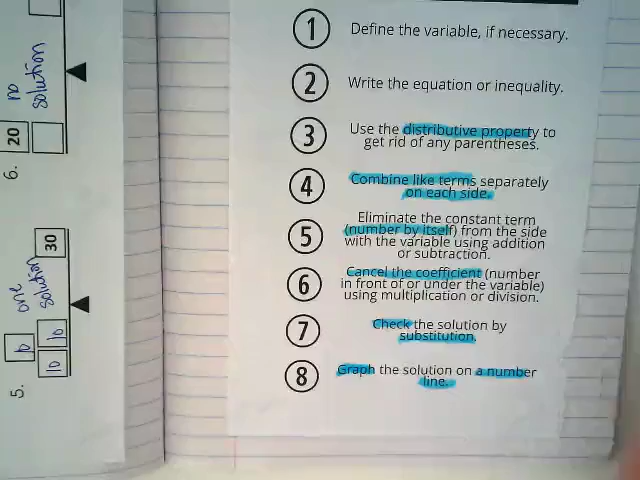 6.
20
no
solution
5.
b
one
solution
10
10
30
1 Define the variable, if necessary.
2 Write the equation or inequality.
3 Use the distributive property to
get rid of any parentheses.
4 Combine like terms separately
on each side.
5 Eliminate the constant term
(number by itself) from the side
with the variable using addition
or subtraction.
6 Cancel the coefficient (number
in front of or under the variable)
using multiplication or division.
7 Check the solution by
substitution.
8 Graph the solution on a number
line.